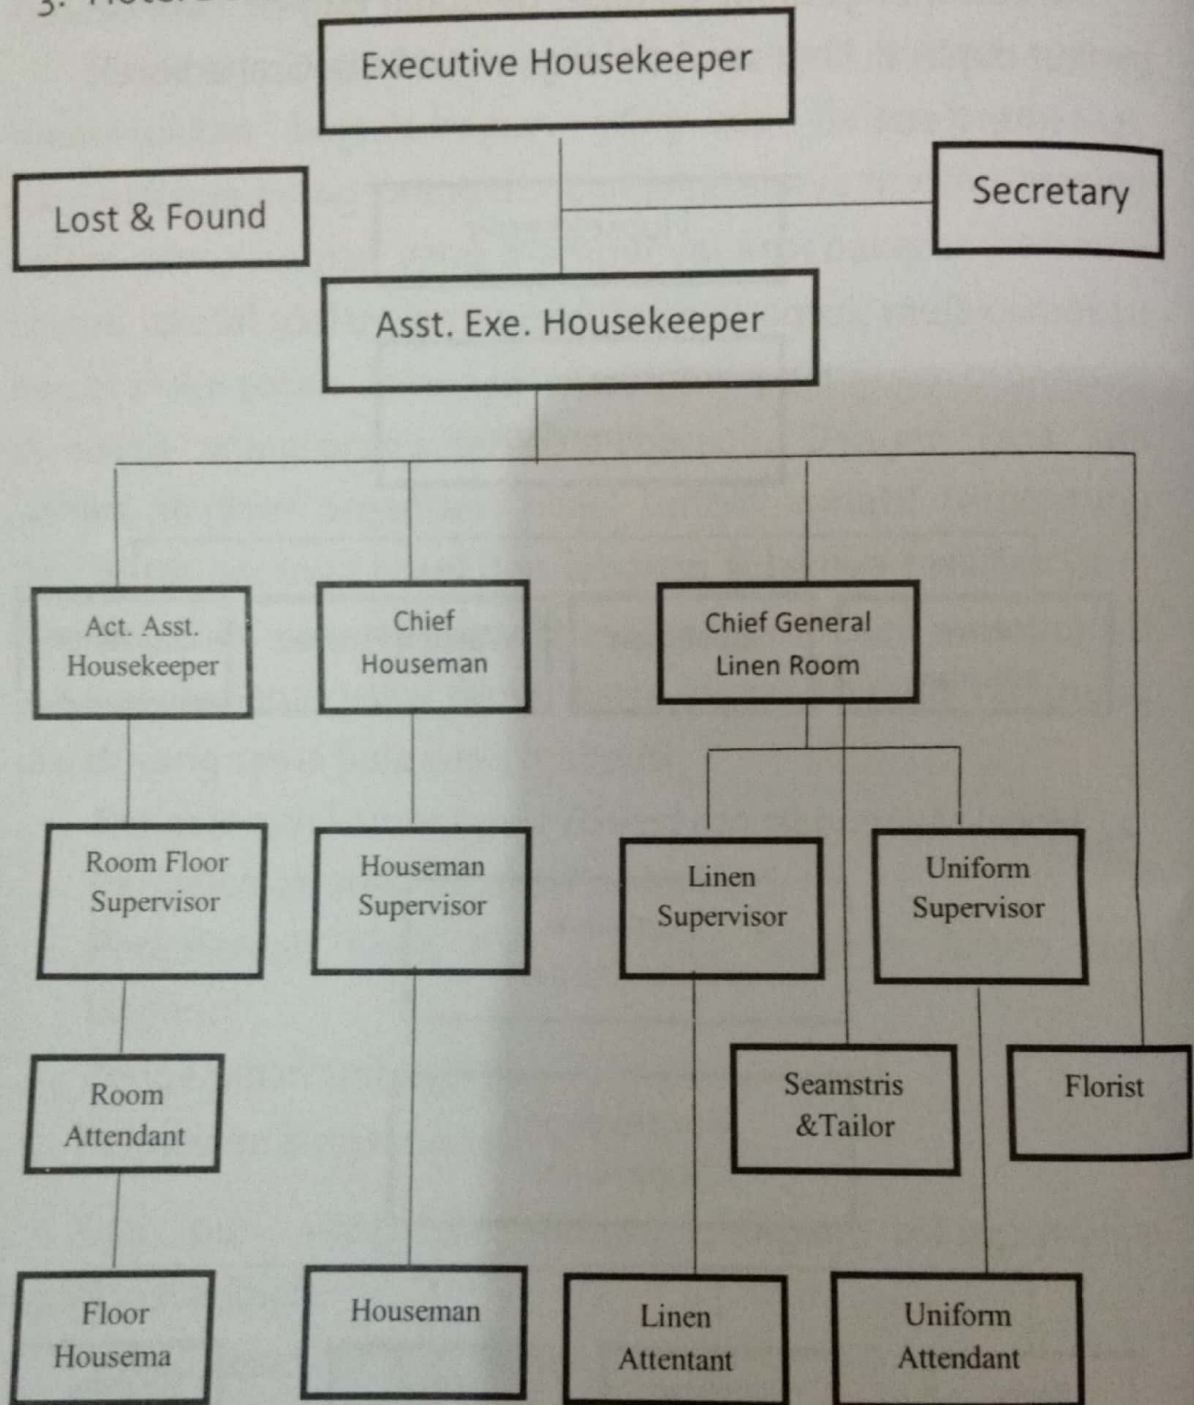 3.
Executive Housekeeper
Lost & Found
Secretary
Asst. Exe. Housekeeper
Act. Asst.
Housekeeper
Chief
Houseman
Chief General
Linen Room
Room Floor
Supervisor
Houseman
Supervisor
Linen
Supervisor
Uniform
Supervisor
Room
Attendant
Seamstris
&Tailor
Florist
Floor
Housema
Houseman
Linen
Attentant
Uniform
Attendant